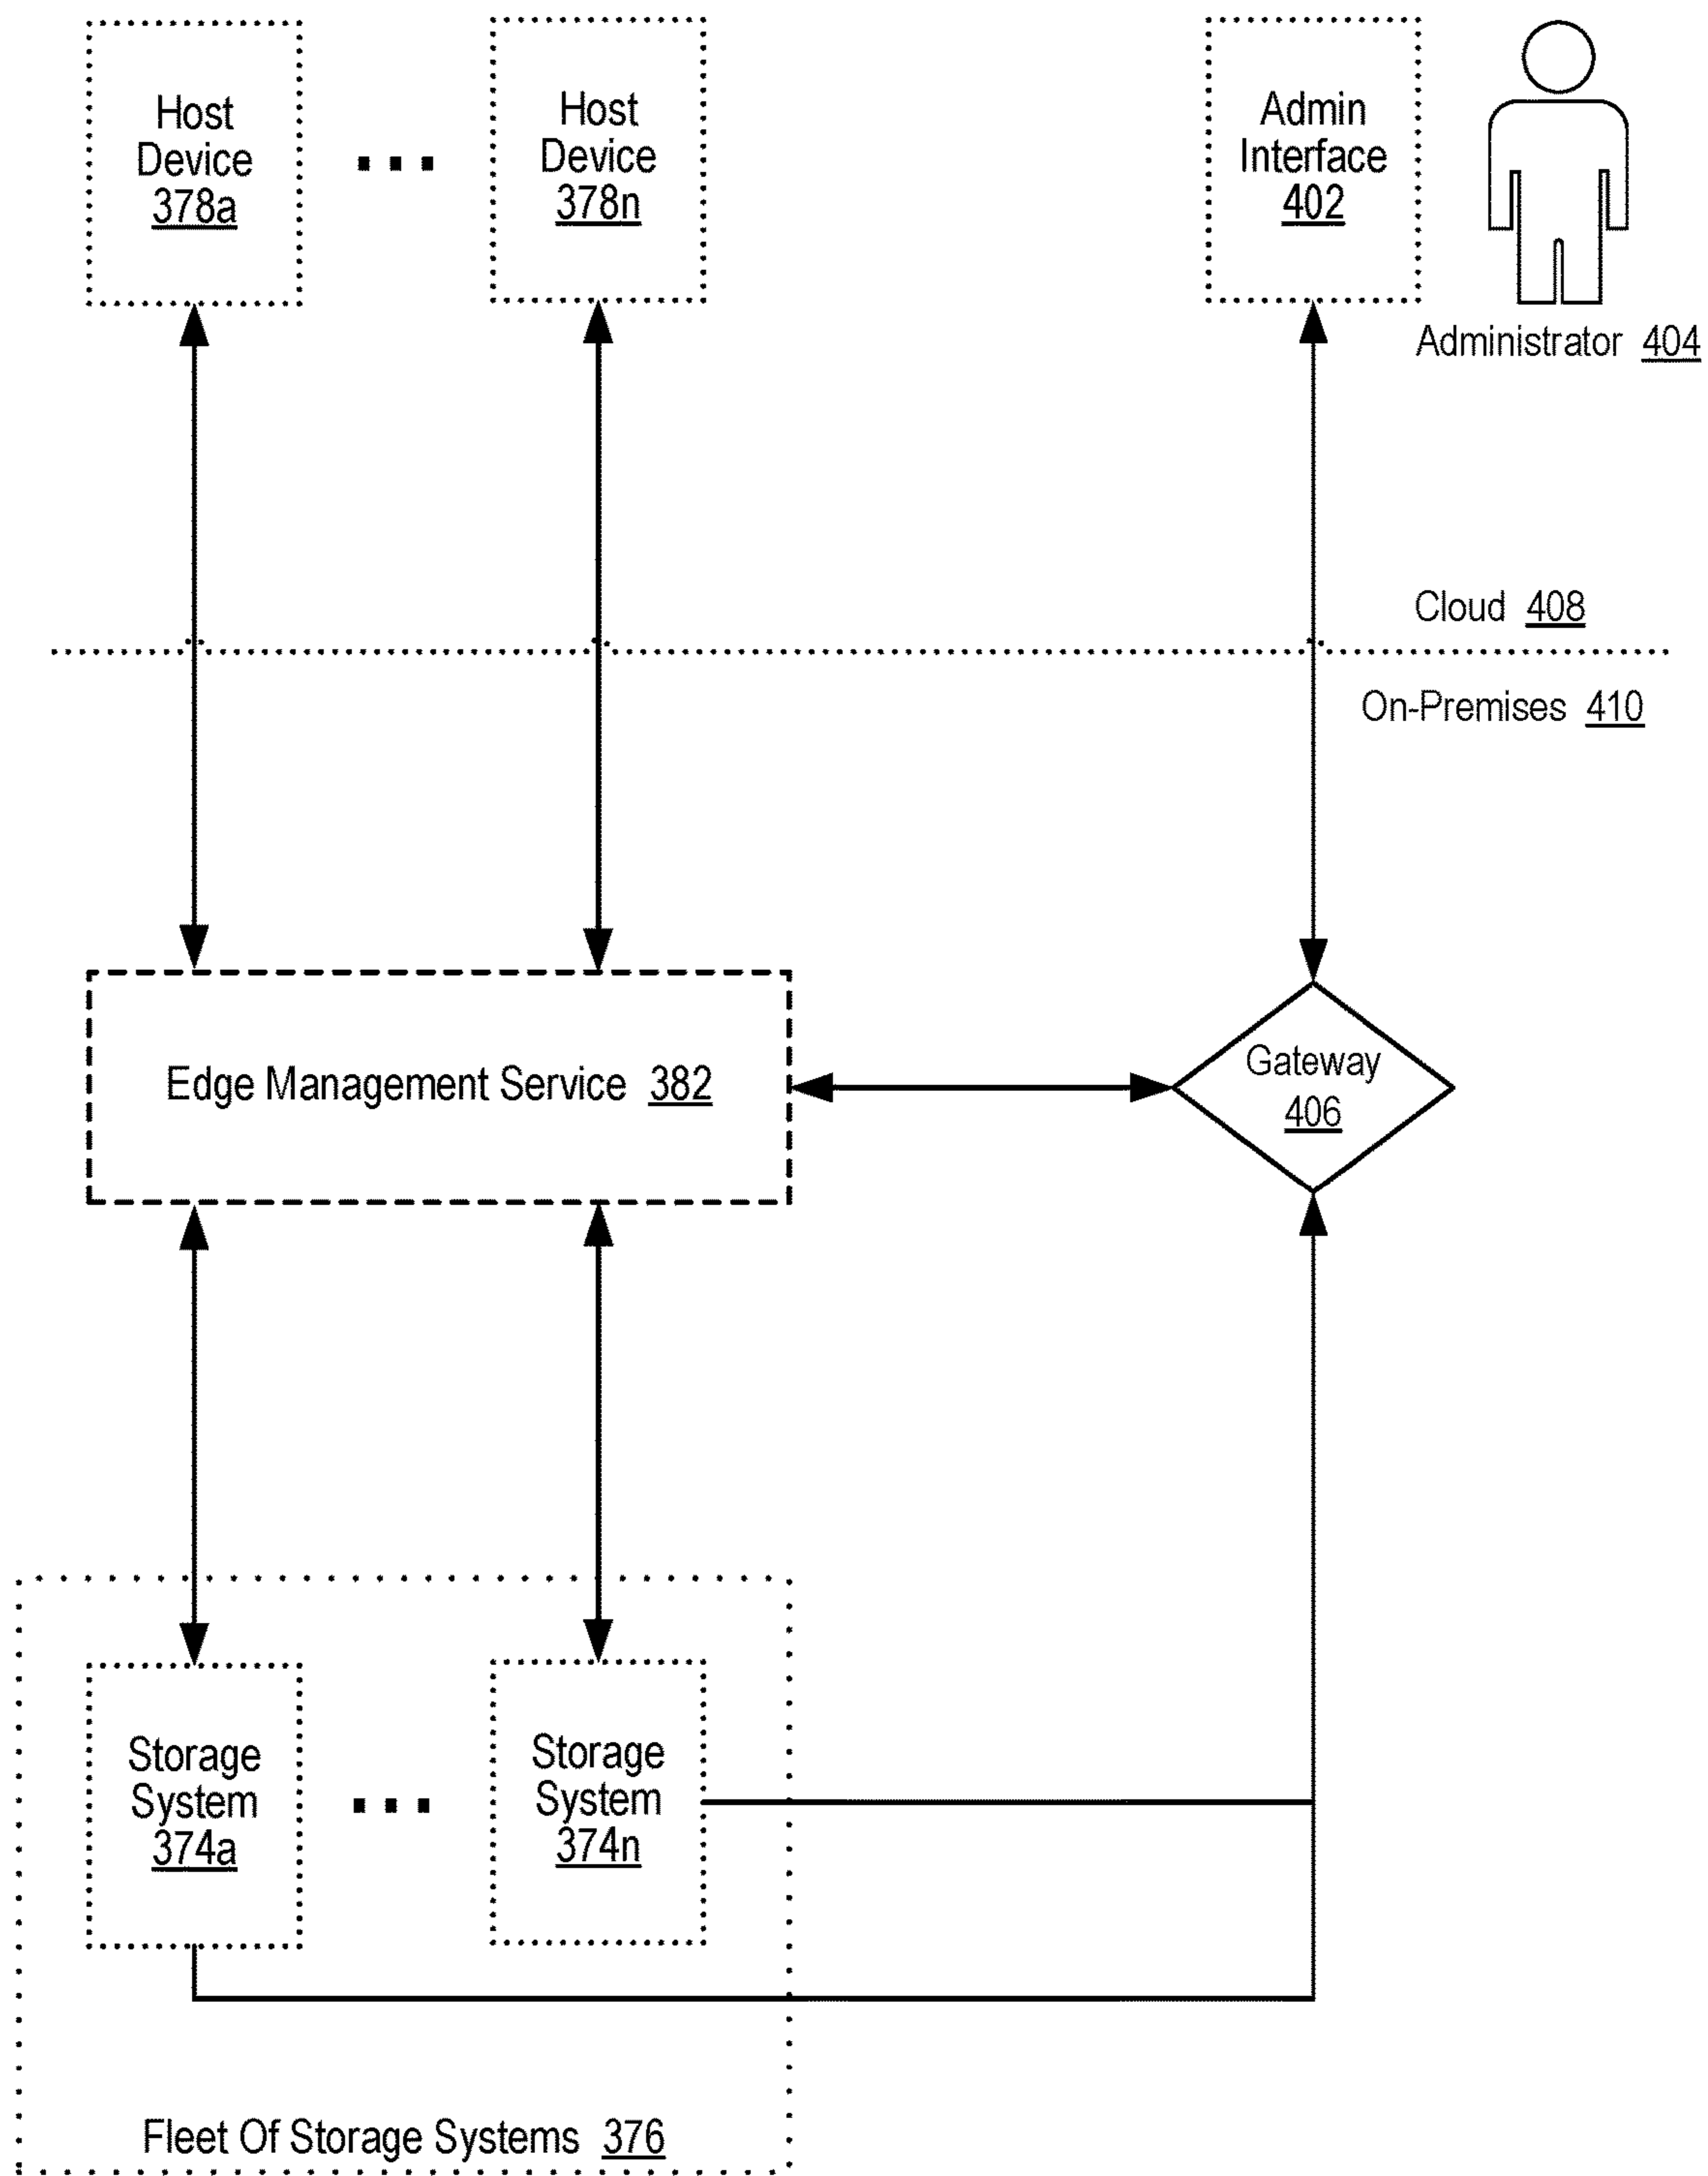 Host
Device
378a
Host
Device
378n
Admin
Interface
402
Administrator 404
Cloud 408
On-Premises 410
Edge Management Service 382
Gateway
406
Storage
System
374a
Storage
System
374n
Fleet Of Storage Systems 376